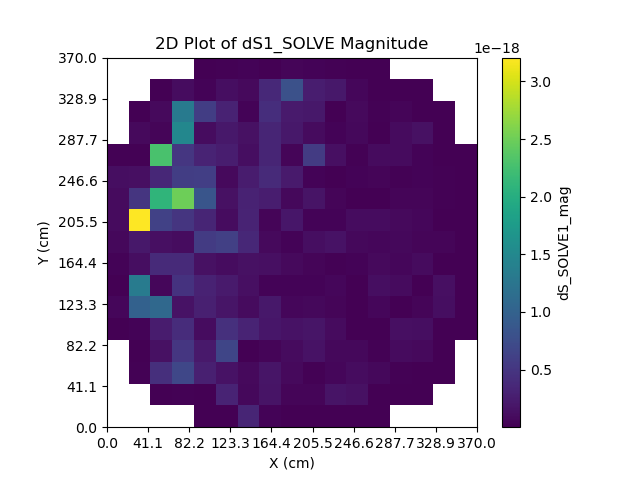 2D Plot of dS1_SOLVE Magnitude
1e−18
370.0
328.9
287.7
246.6
205.5
164.4
123.3
82.2
41.1
0.0
Y (cm)
0.0 41.1 82.2 123.3 164.4 205.5 246.6 287.7 328.9 370.0
X (cm)
3.0
2.5
2.0
1.5
1.0
0.5
dS_SOLVE1_mag